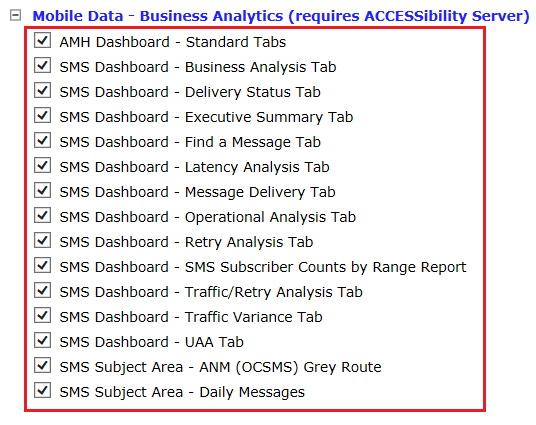 Mobile Data - Business Analytics (requires ACCESSibility Server)
AMH Dashboard - Standard Tabs
SMS Dashboard - Business Analysis Tab
SMS Dashboard - Delivery Status Tab
SMS Dashboard - Executive Summary Tab
SMS Dashboard - Find a Message Tab
SMS Dashboard - Latency Analysis Tab
SMS Dashboard - Message Delivery Tab
SMS Dashboard - Operational Analysis Tab
SMS Dashboard - Retry Analysis Tab
SMS Dashboard - SMS Subscriber Counts by Range Report
SMS Dashboard - Traffic/Retry Analysis Tab
SMS Dashboard - Traffic Variance Tab
SMS Dashboard - UAA Tab
SMS Subject Area - ANM (OCSMS) Grey Route
SMS Subject Area - Daily Messages